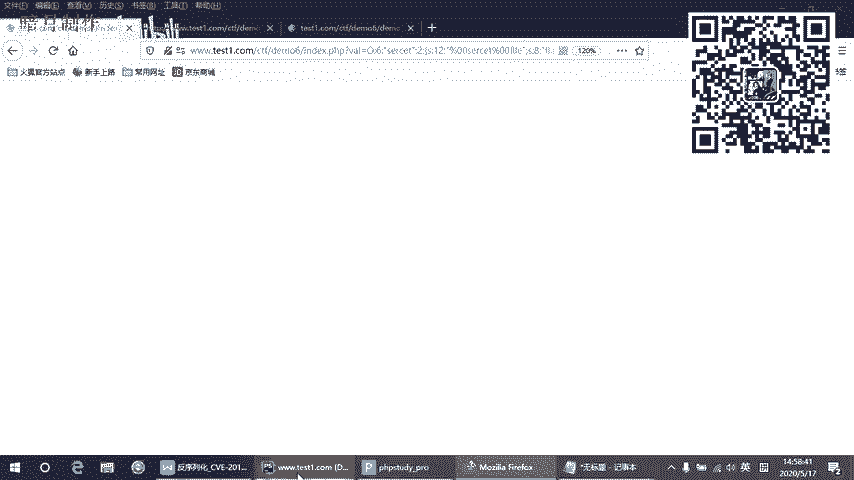 文件(F) 编辑(E) 查看(V) 历史(S) 书签(B) 工具(T) 帮助(H)
www.test1.com/ctf/demo test1.com/ctf/demo6/demo
www.test1.com/ctf/demo6/index.php?val=O:6:"sercet":2:{s:12:"%00sercet%00file";s:8:" 120%
火狐官方站点 新手上路 常用网址 京东商城
反序列化_CVE-201... www.test1.com (D... phpstudy_pro Mozilla Firefox *无标题 - 记事本 英 14:58:41
2020/5/17